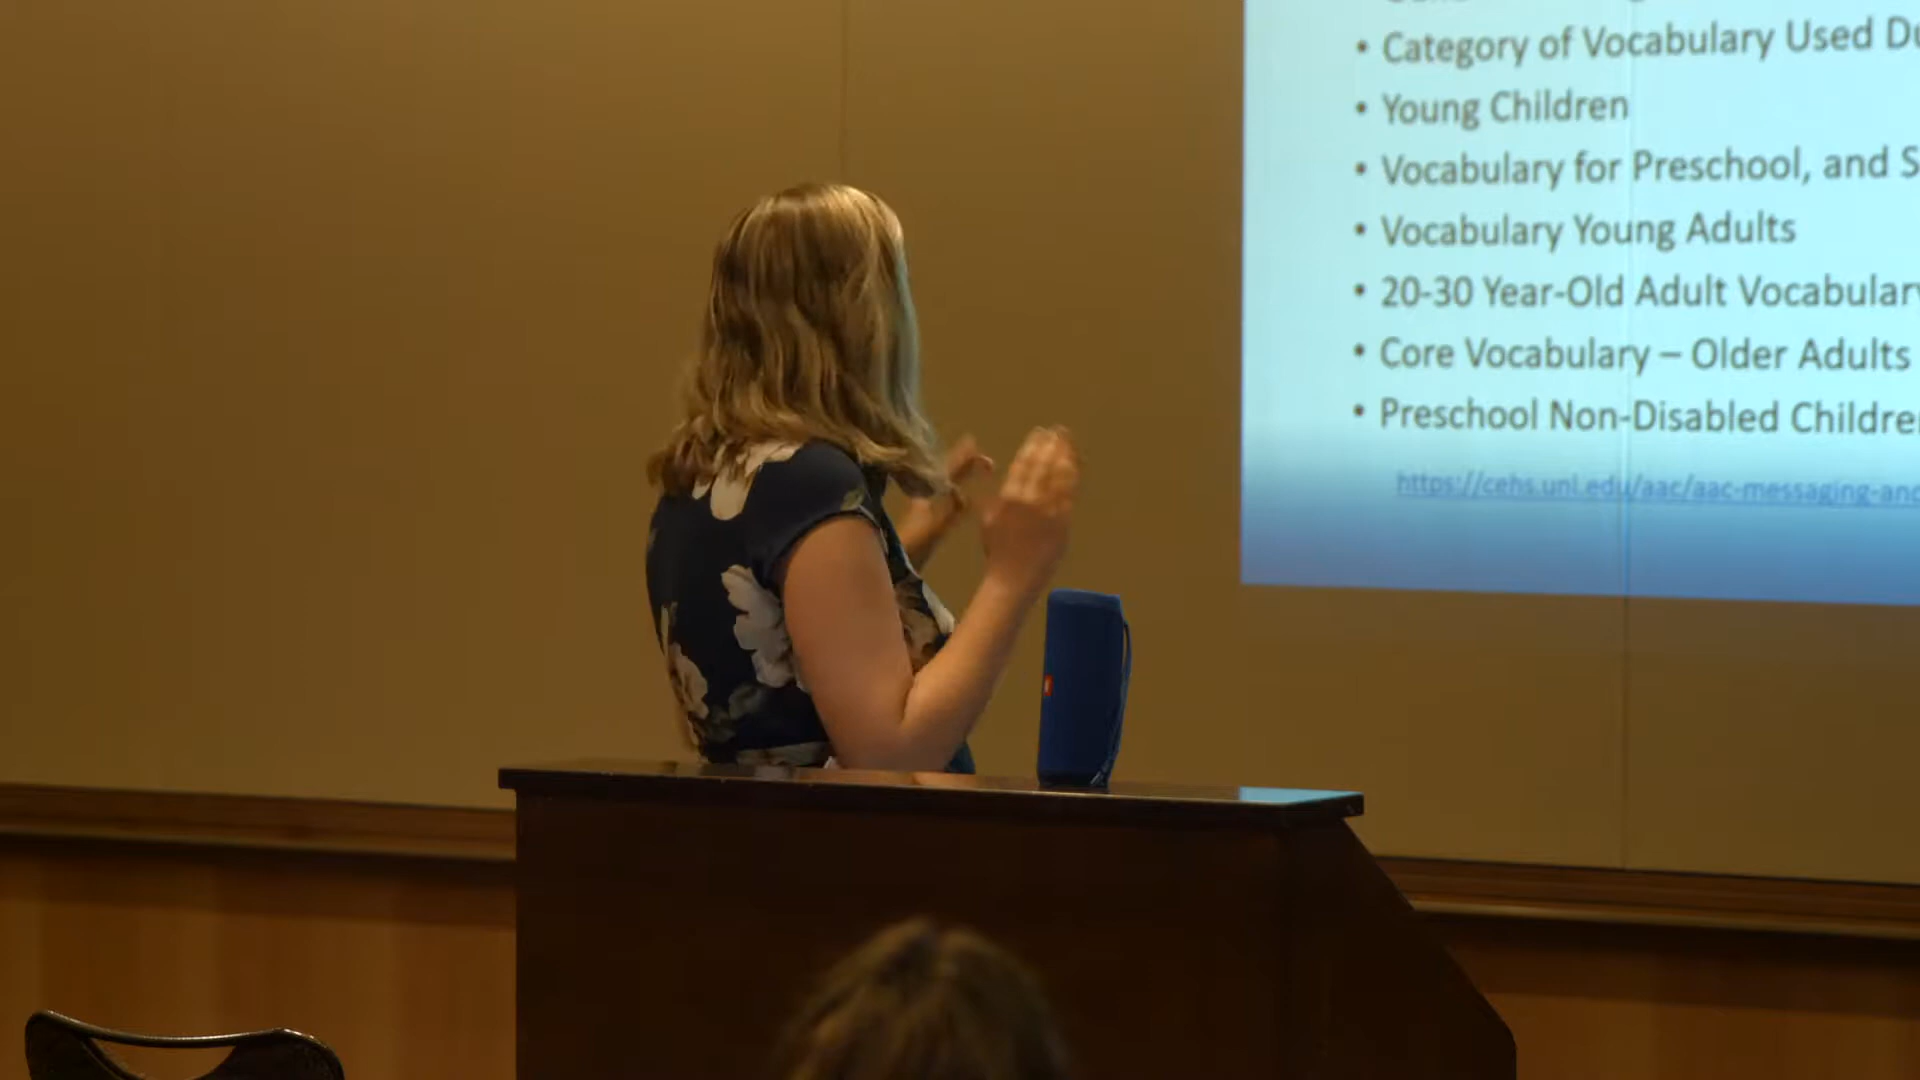 • Category of Vocabulary Used
• Young Children
• Vocabulary for Preschool, and
• Vocabulary Young Adults
• 20-30 Year-Old Adult Vocabulary
• Core Vocabulary – Older Adults
• Preschool Non-Disabled
https://cehs.unl.edu/aac/aac-messaging-and